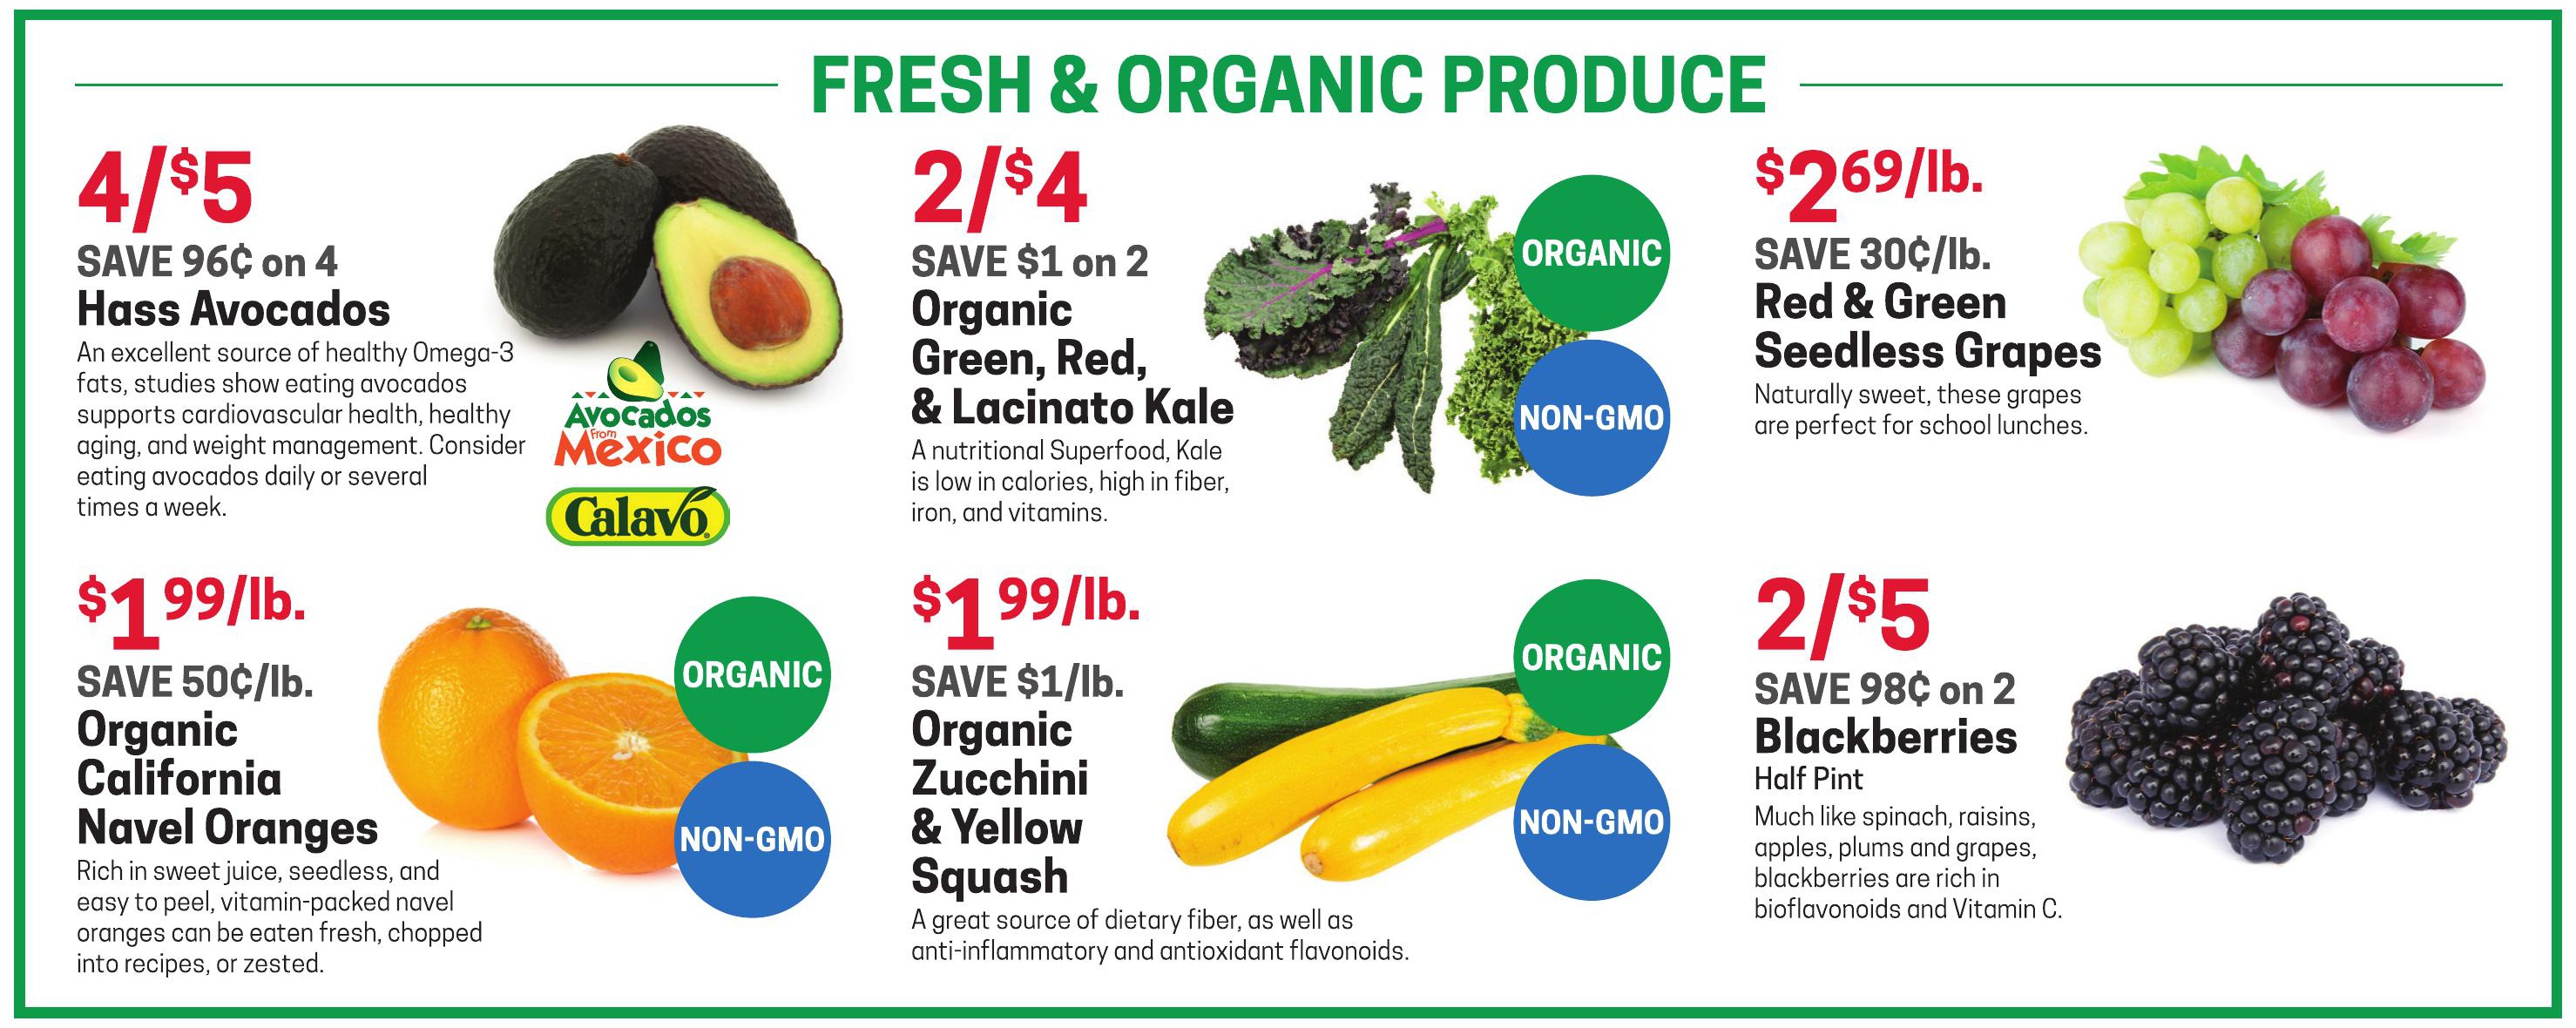 FRESH & ORGANIC PRODUCE
4/$5
SAVE 96¢ on 4
Hass Avocados
An excellent source of healthy Omega-3
fats, studies show eating avocados
supports cardiovascular health, healthy
aging, and weight management. Consider
eating avocados daily or several
times a week.
Avocados
From
Mexico
Calavo
2/$4
SAVE $1 on 2
Organic
Green, Red,
& Lacinato Kale
A nutritional Superfood, Kale
is low in calories, high in fiber,
iron, and vitamins.
ORGANIC
NON-GMO
$2 69/lb.
SAVE 30¢/lb.
Red & Green
Seedless Grapes
Naturally sweet, these grapes
are perfect for school lunches.
$1 99/lb.
SAVE 50¢/lb.
Organic
California
Navel Oranges
Rich in sweet juice, seedless, and
easy to peel, vitamin-packed navel
oranges can be eaten fresh, chopped
into recipes, or zested.
ORGANIC
NON-GMO
$1 99/lb.
SAVE $1/lb.
Organic
Zucchini
& Yellow
Squash
A great source of dietary fiber, as well as
anti-inflammatory and antioxidant flavonoids.
ORGANIC
NON-GMO
2/$5
SAVE 98¢ on 2
Blackberries
Half Pint
Much like spinach, raisins,
apples, plums and grapes,
blackberries are rich in
bioflavonoids and Vitamin C.